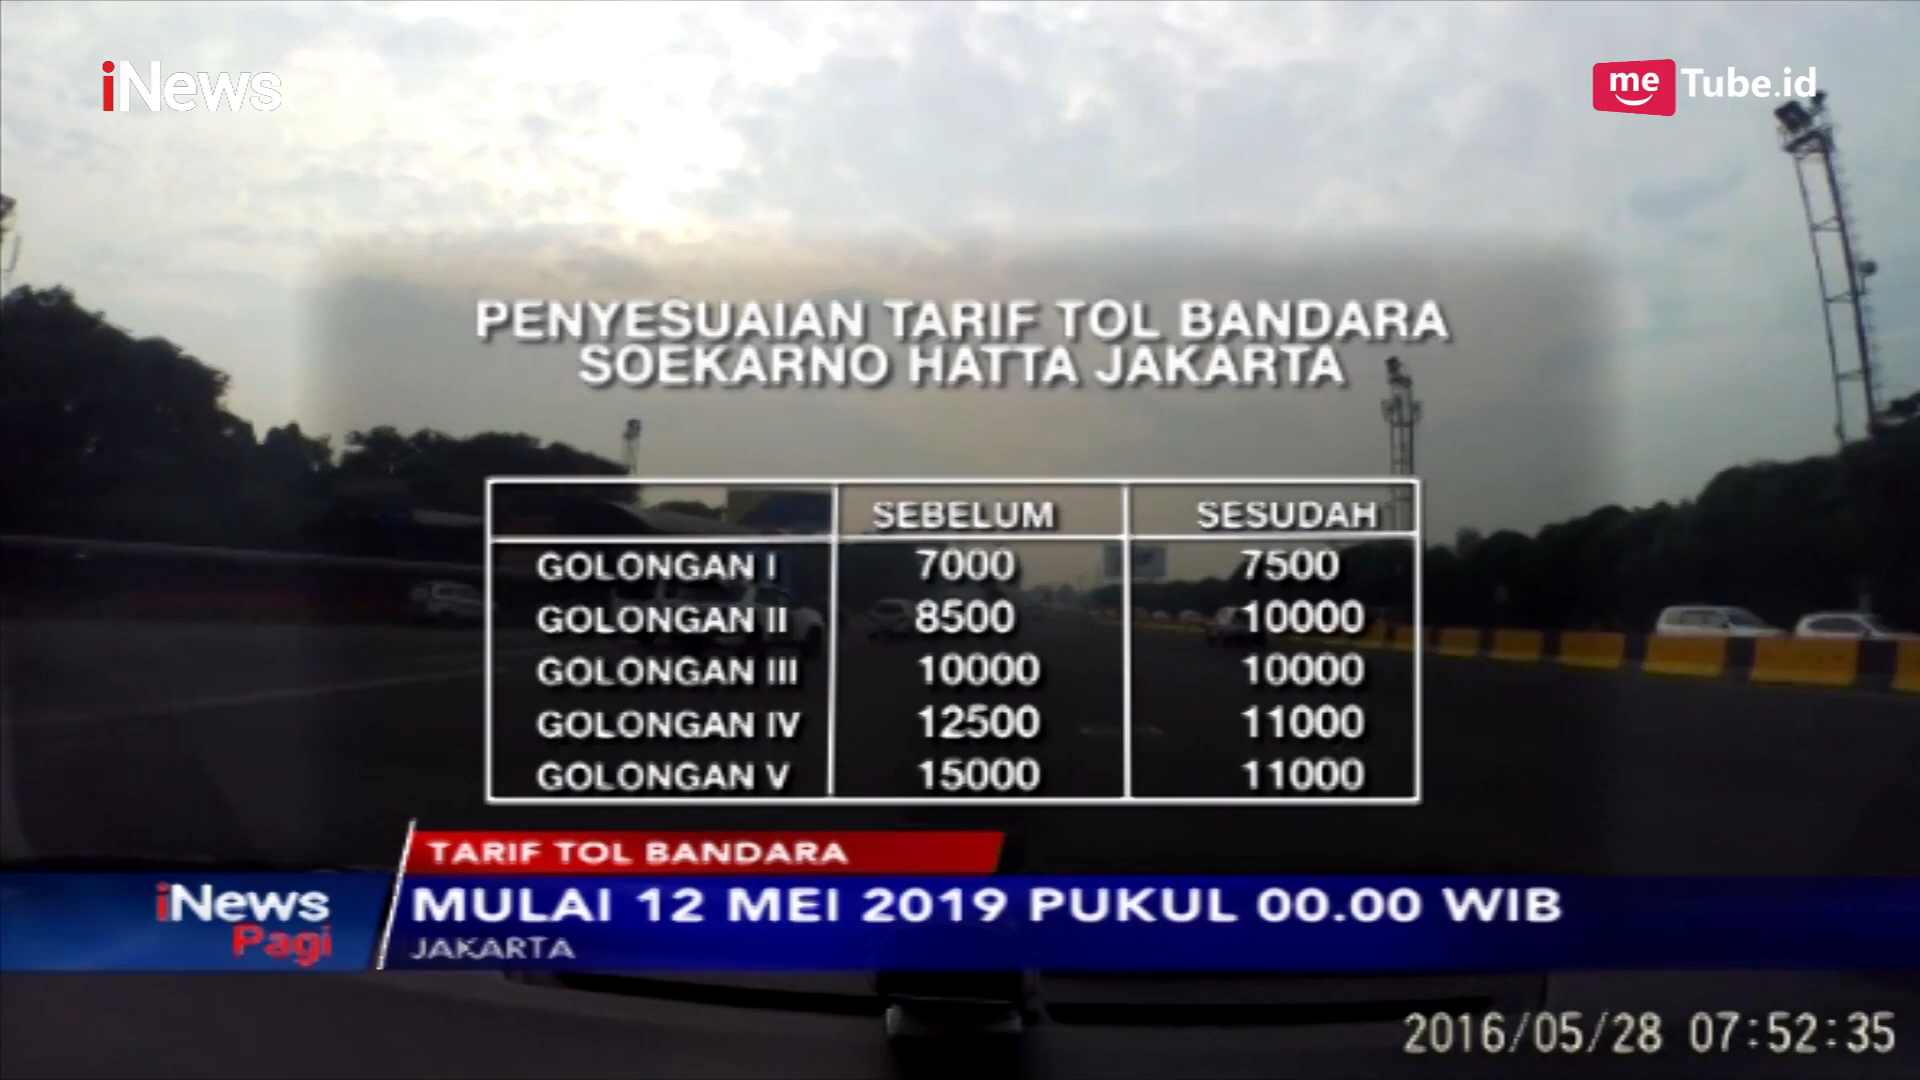 iNews
me Tube.id
PENYESUAIAN TARIF TOL BANDARA
SOEKARNO HATTA JAKARTA
SEBELUM SESUDAH
GOLONGAN I 7000 7500
GOLONGAN II 8500 10000
GOLONGAN III 10000 10000
GOLONGAN IV 12500 11000
GOLONGAN V 15000 11000
TARIF TOL BANDARA
iNews MULAI 12 MEI 2019 PUKUL 00.00 WIB
Pagi JAKARTA
2016/05/28 07:52:35